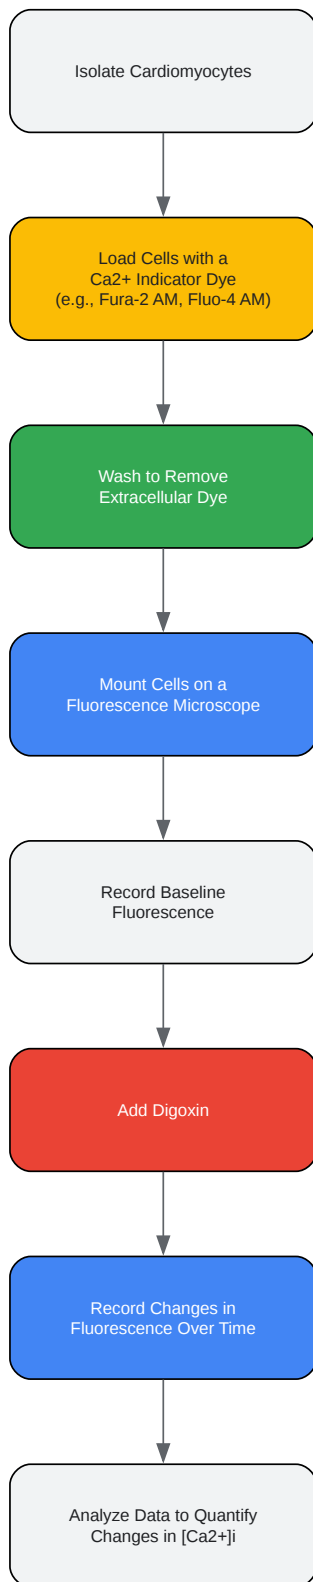 Isolate Cardiomyocytes
Load Cells with a
Ca2+ Indicator Dye
(e.g., Fura-2 AM, Fluo-4 AM)
Wash to Remove
Extracellular Dye
Mount Cells on a
Fluorescence Microscope
Record Baseline
Fluorescence
Add Digoxin
Record Changes in
Fluorescence Over Time
Analyze Data to Quantify
Changes in [Ca2+]i